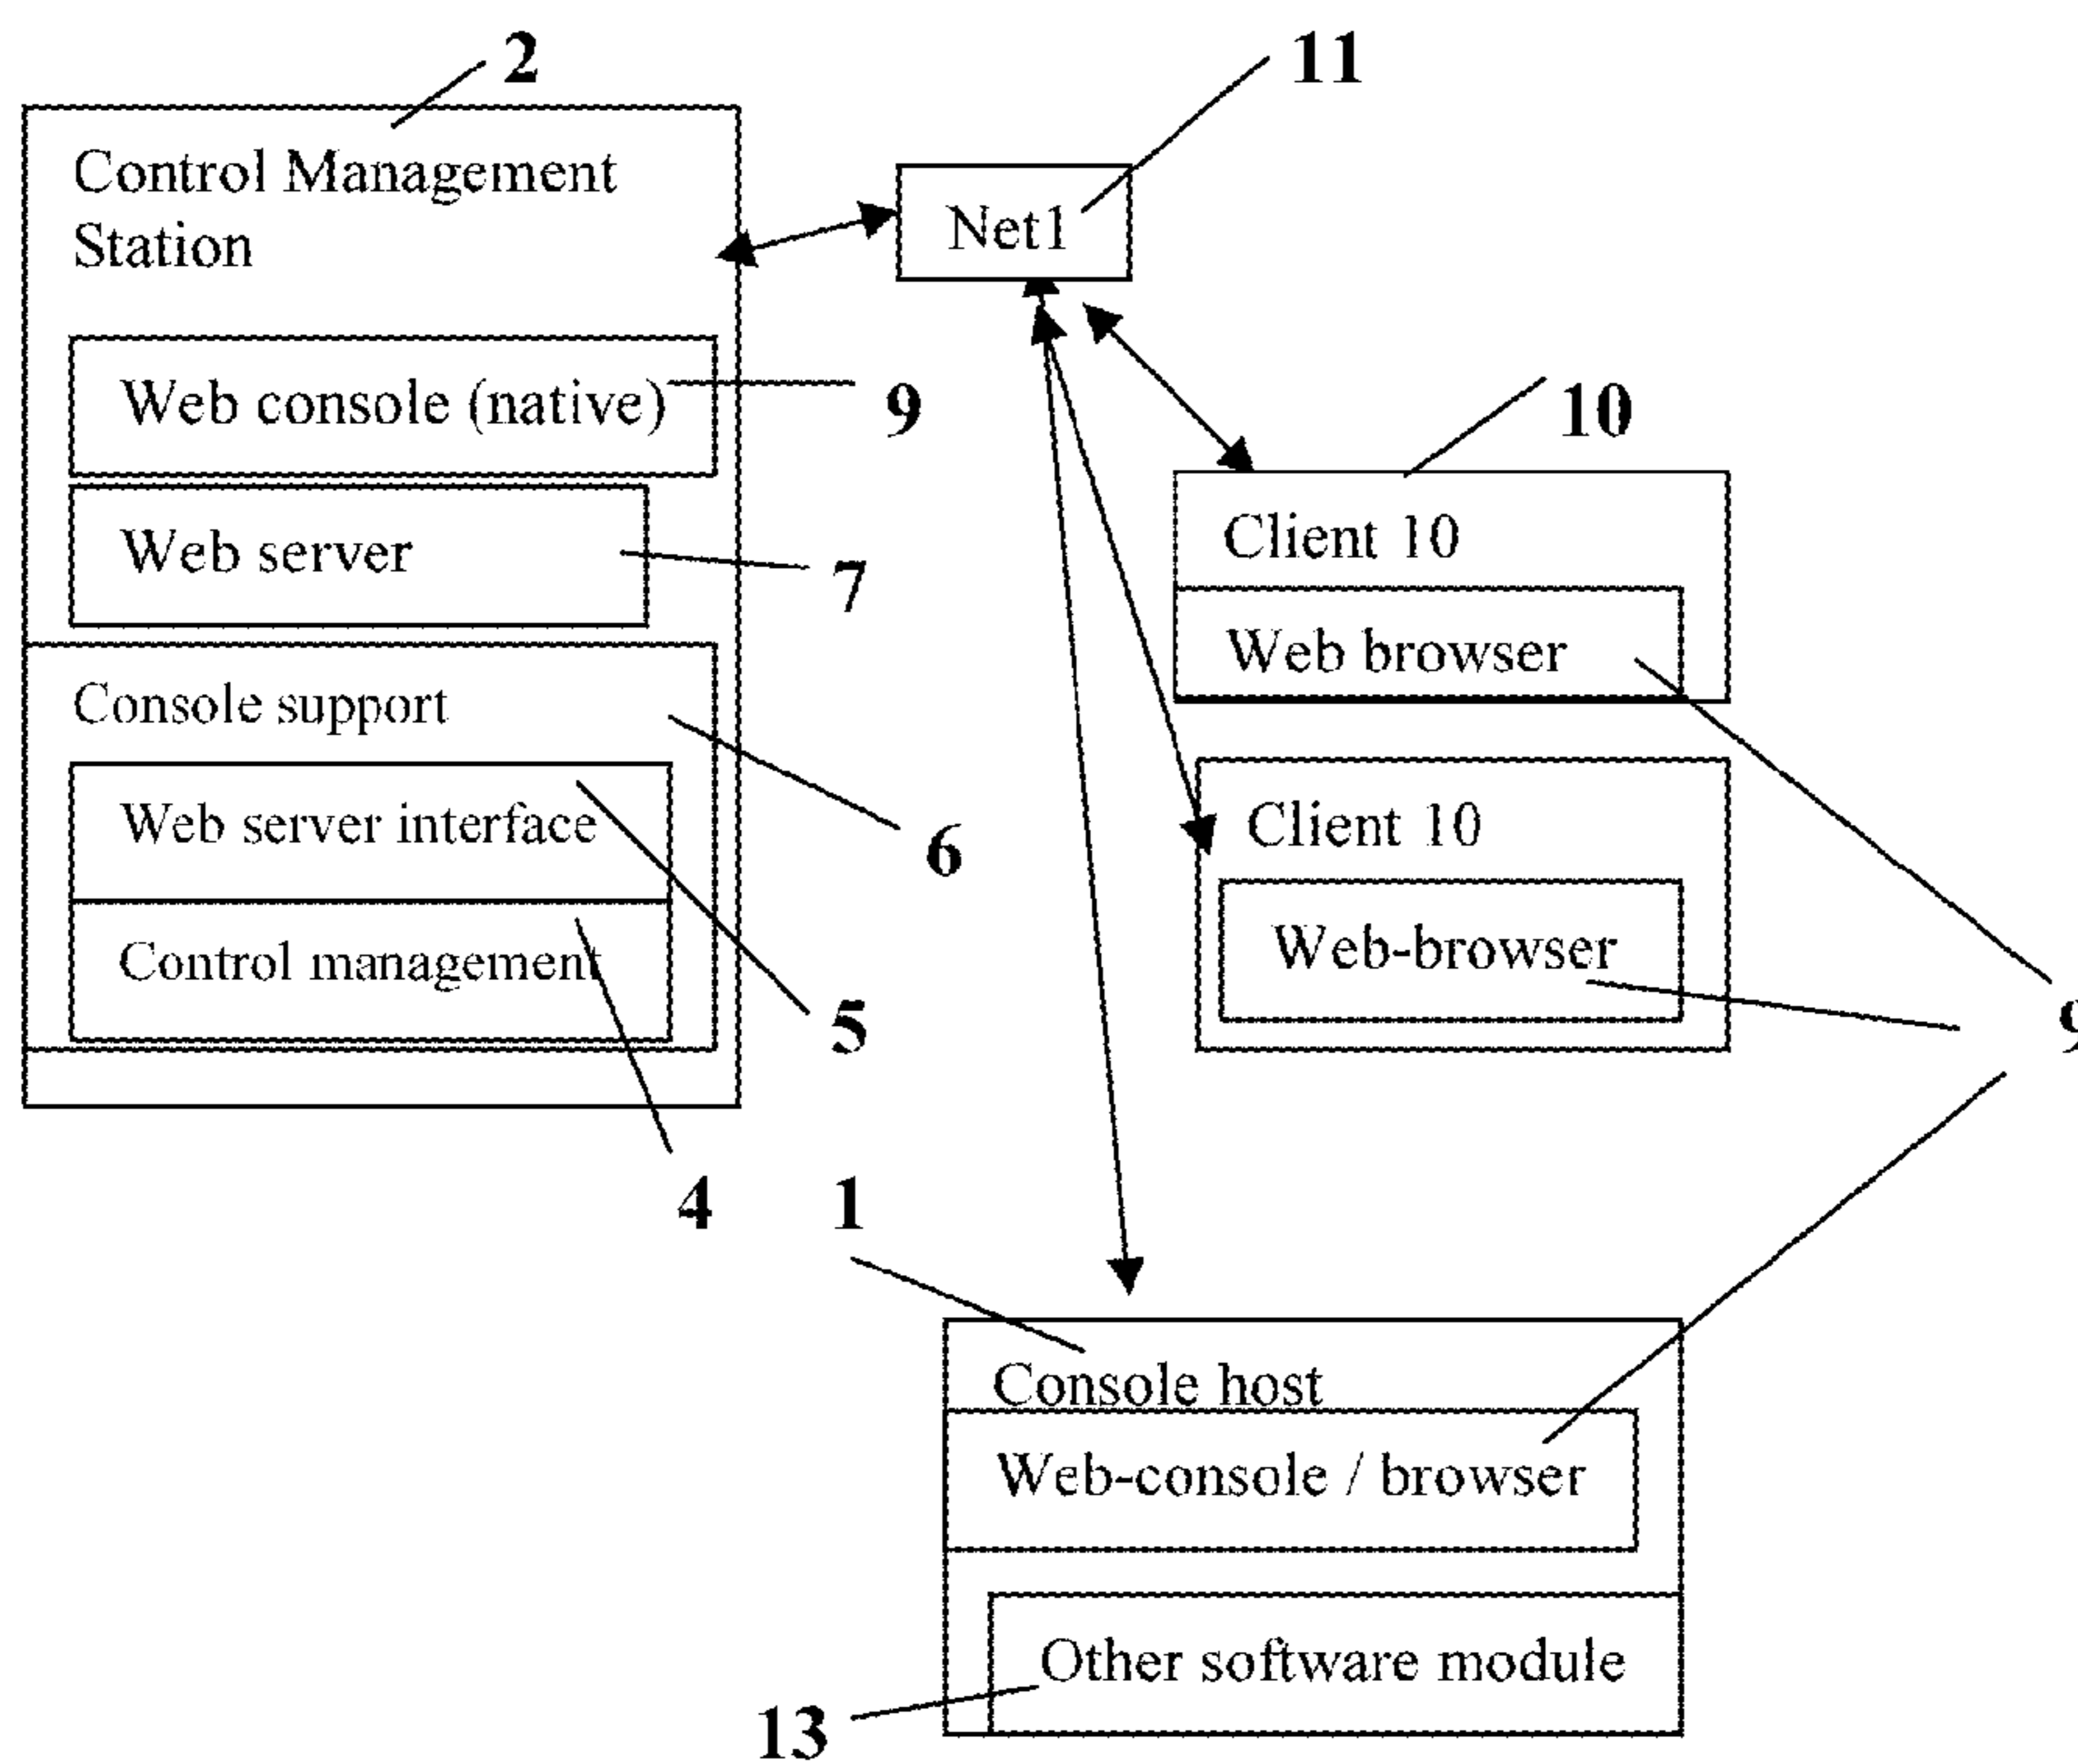 2
11
Control Management
Station
Net1
Web console (native)
9
10
Web server
7
Client 10
Web browser
Console support
6
Web server interface
5
Control management
4
Client 10
Web-browser
9
1
Console host
Web-console / browser
Other software module
13